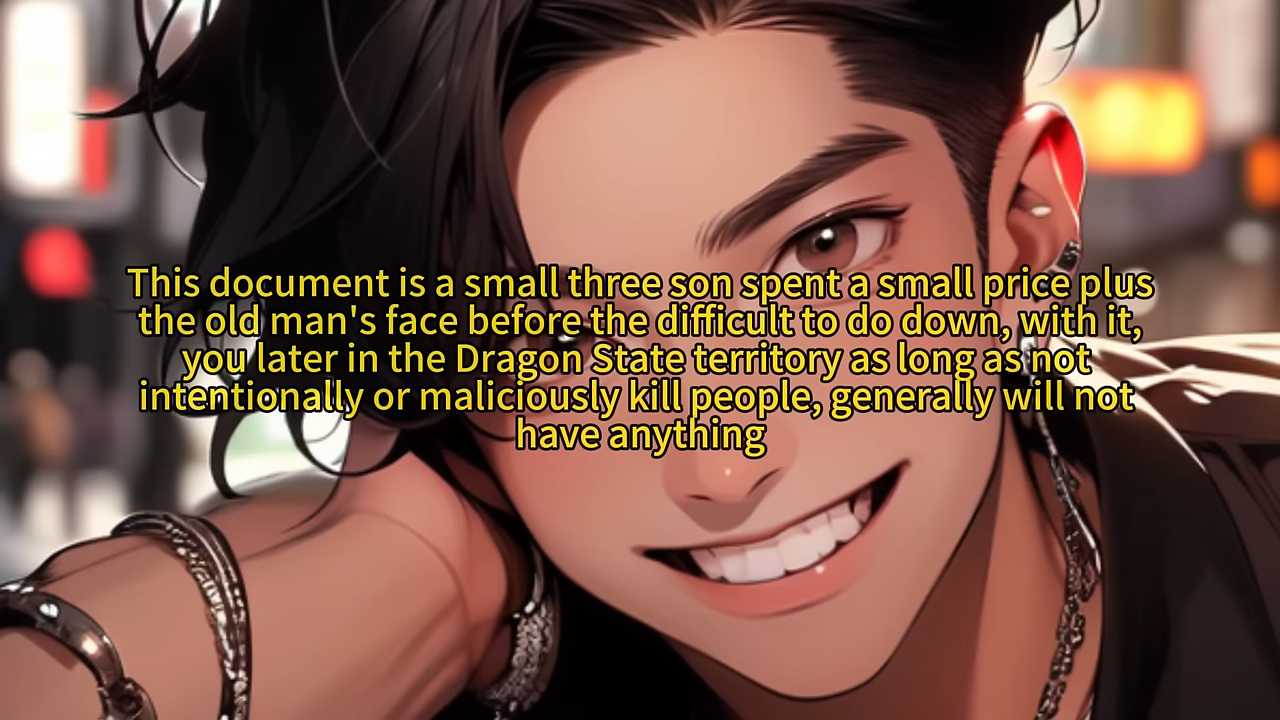 This document is a small three son spent a small price plus
the old man's face before the difficult to do down, with it,
you later in the Dragon State territory as long as not
intentionally or maliciously kill people, generally will not
have anything